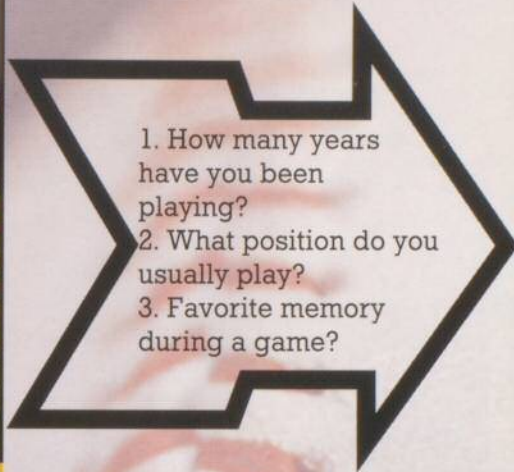 1. How many years
have you been
playing?
2. What position do you
usually play?
3. Favorite memory
during a game?